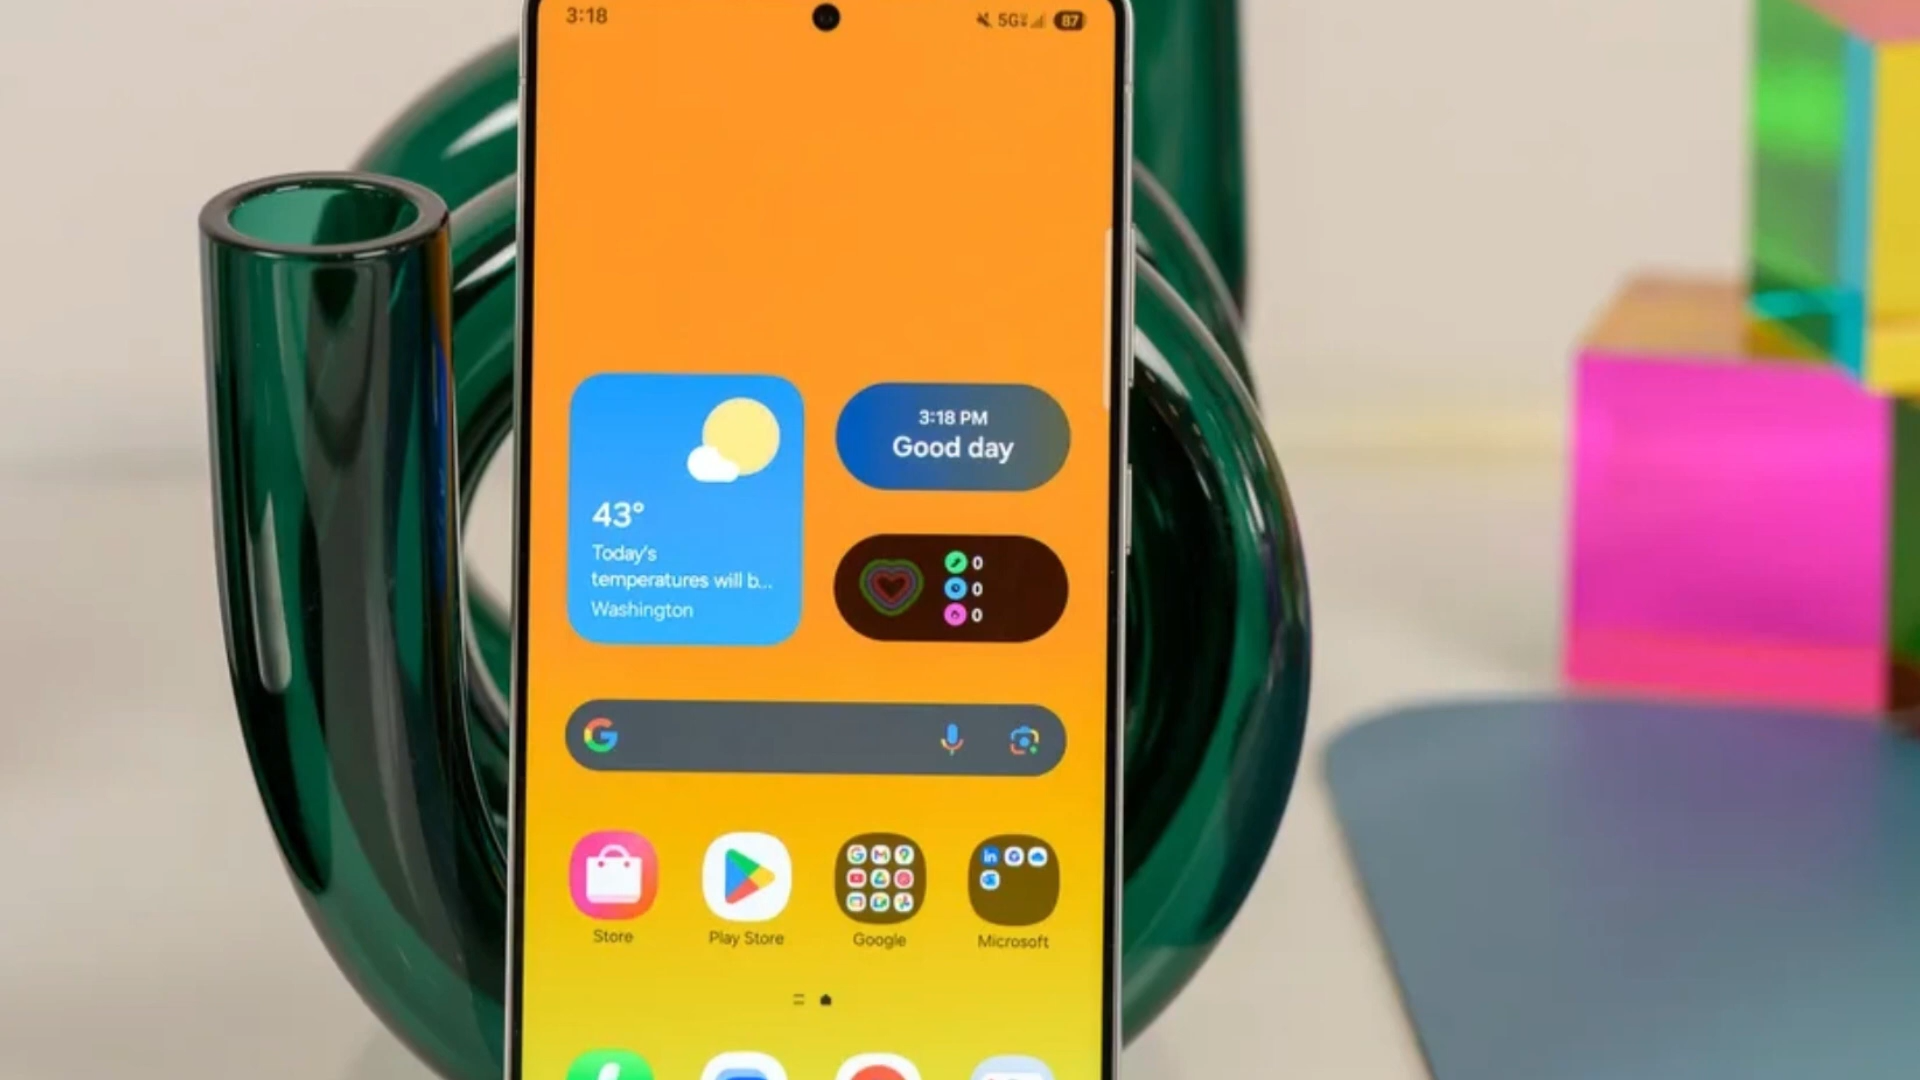 3:18
5G 87
3:18 PM
Good day
43°
Today's
temperatures will b...
Washington
0
0
0
G
Store
Play Store
Google
Microsoft